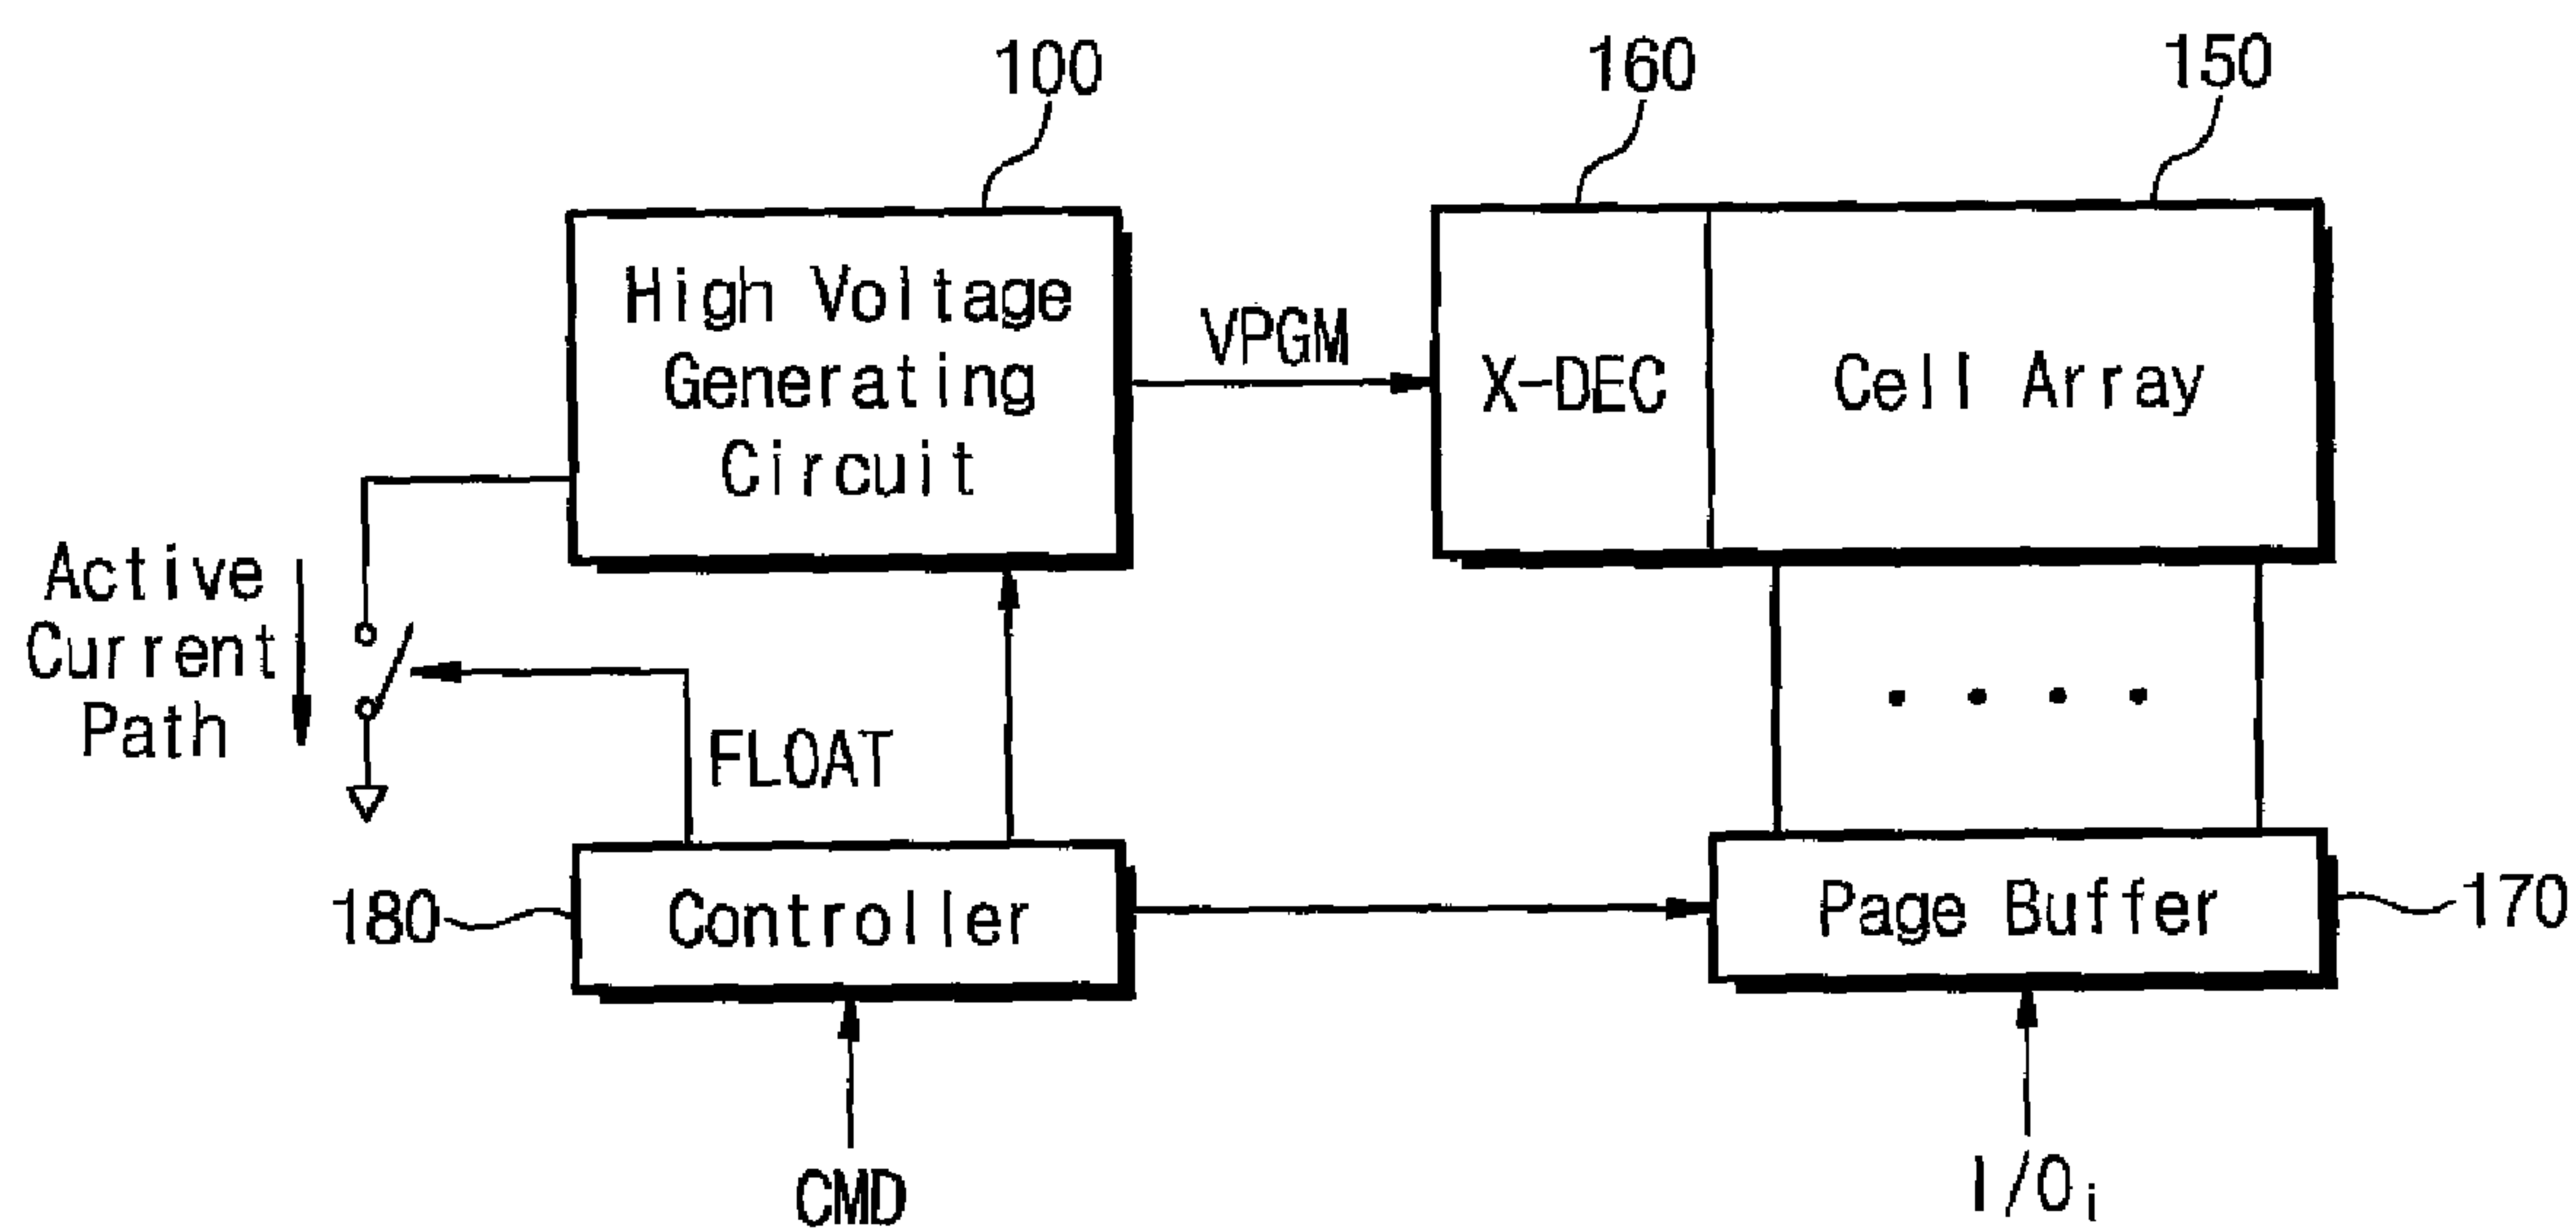 100
160
150
High Voltage
Generating
Circuit
VPGM
X-DEC
Cell Array
Active
Current
Path
FLOAT
180
Controller
Page Buffer
170
CMD
I/Oi